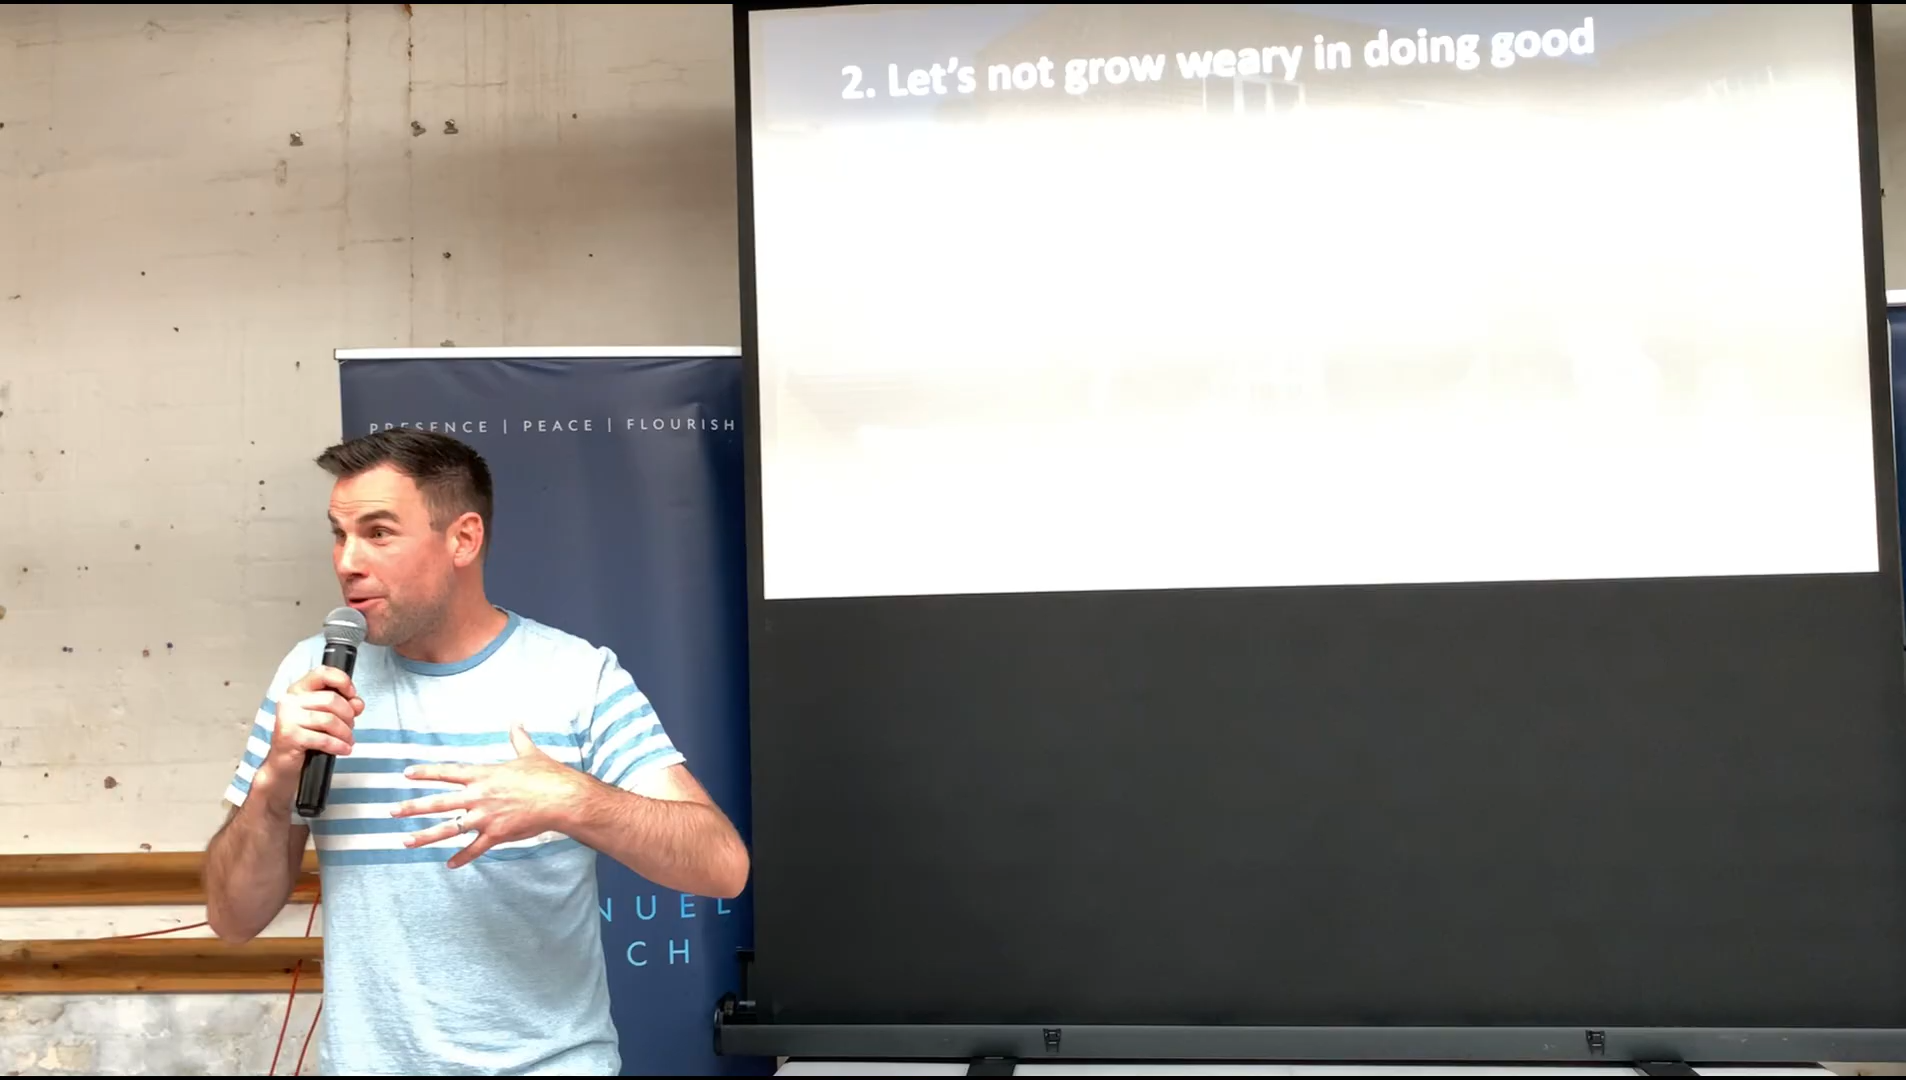 2. Let's not grow weary in doing good
PRESENCE | PEACE | FLOURISH
NUEL
CH